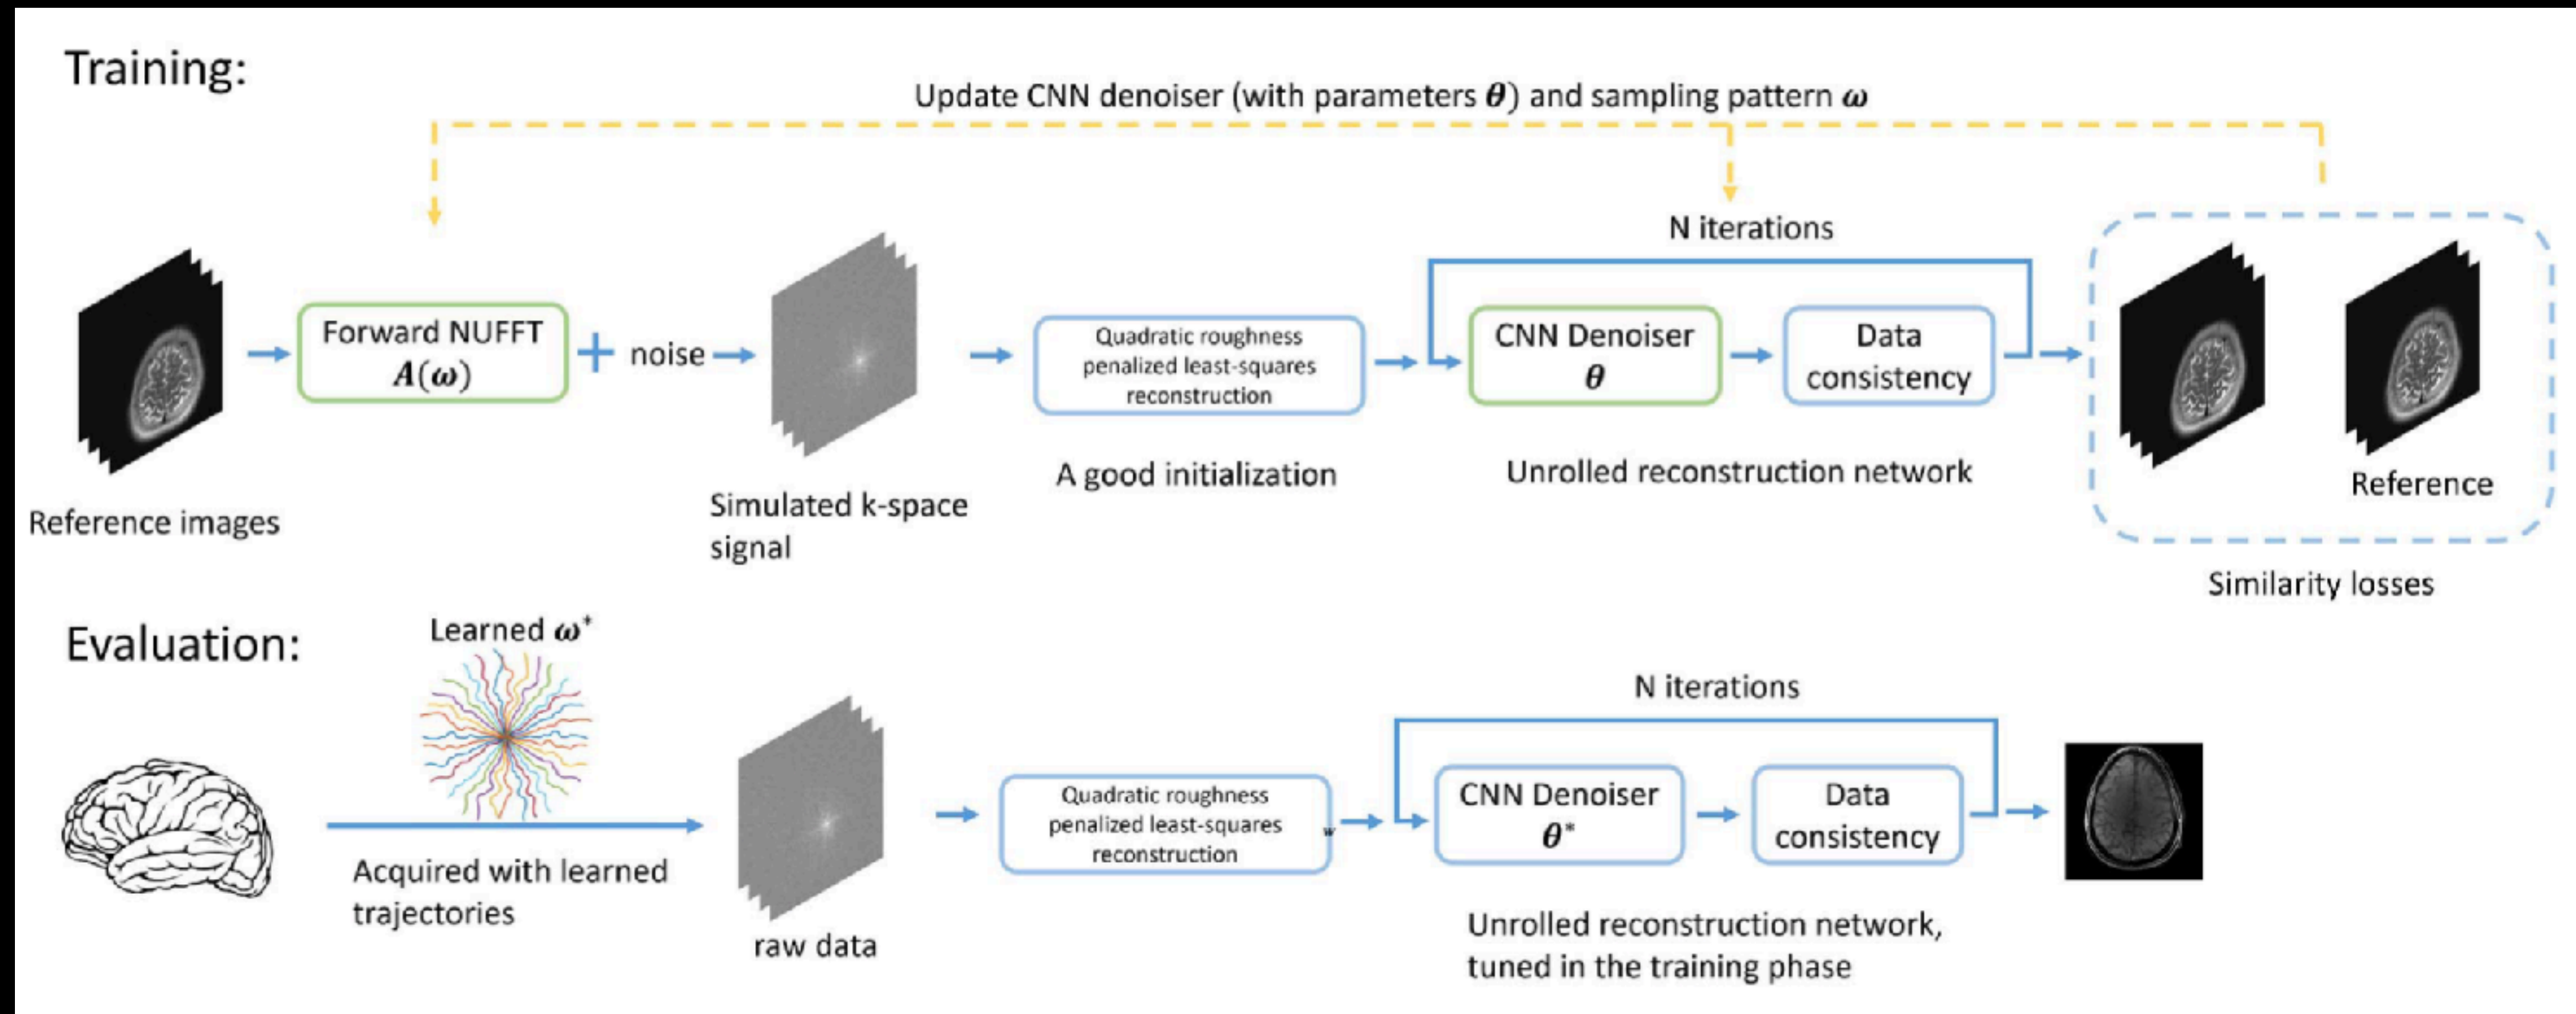 Training:
Update CNN denoiser (with parameters θ) and sampling pattern ω
N iterations
Forward NUFFT
A(ω)
+ noise
Quadratic roughness
penalized least-squares
reconstruction
CNN Denoiser
θ
Data
consistency
A good initialization
Unrolled reconstruction network
Reference
Reference images
Simulated k-space
signal
Similarity losses
Evaluation:
Learned ω*
N iterations
Acquired with learned
trajectories
raw data
Quadratic roughness
penalized least-squares
reconstruction
w
CNN Denoiser
θ*
Data
consistency
Unrolled reconstruction network,
tuned in the training phase